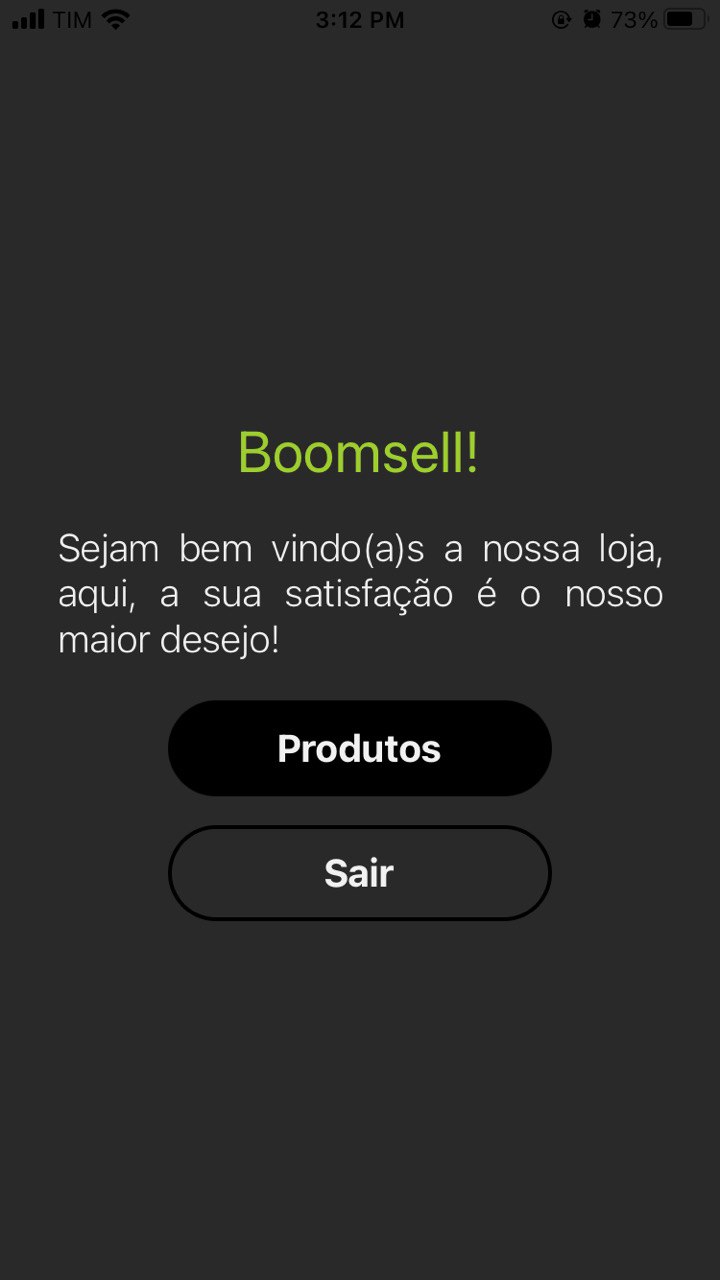 TIM 3:12 PM 73%
Boomsell!
Sejam bem vindo(a)s a nossa loja,
aqui, a sua satisfação é o nosso
maior desejo!
Produtos
Sair